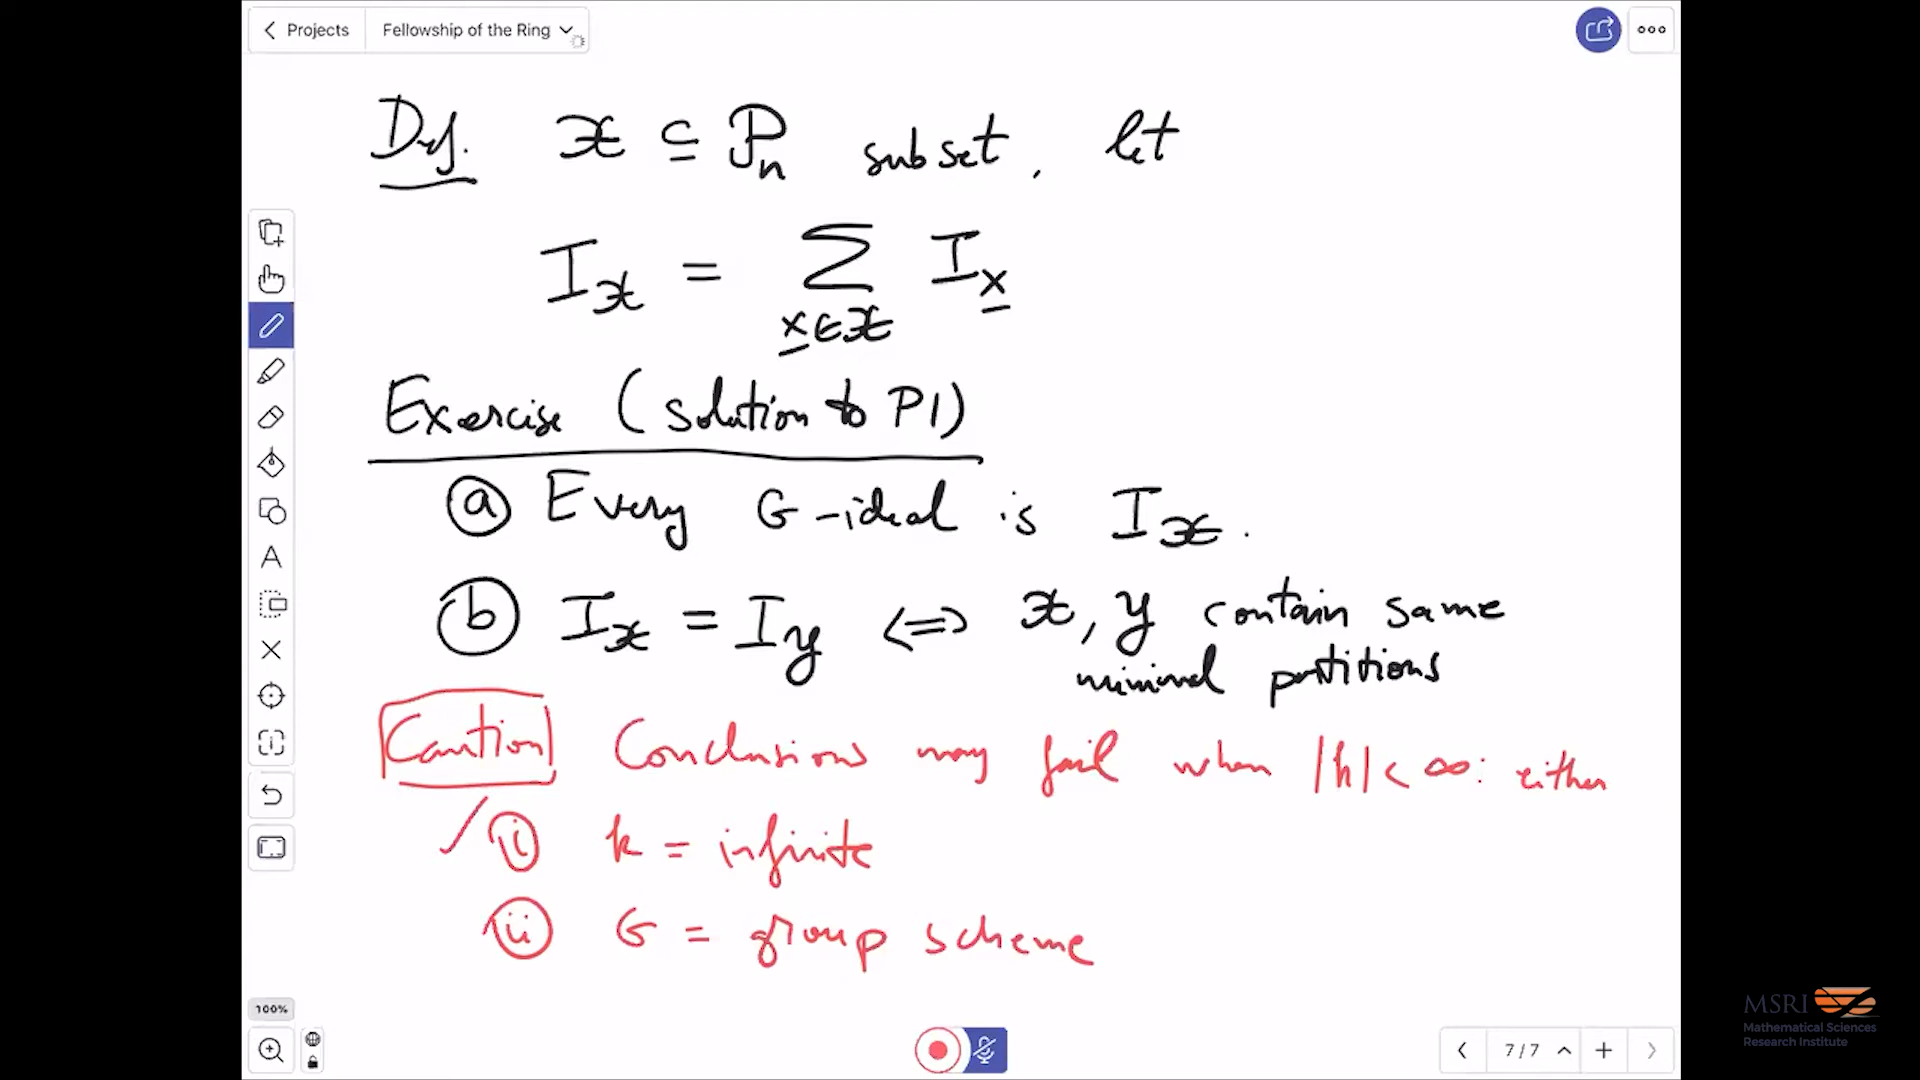 Projects
Fellowship of the Ring
Def. 𝒳 ⊆ P_n subset, let
I_𝒳 = Σ_{x∈𝒳} I_x
Exercise (solution to P1)
ⓐ Every G-ideal is I_𝒳.
ⓑ I_𝒳 = I_𝒴 ⟺ 𝒳, 𝒴 contain same
minimal partitions
Caution Conclusions may fail when |k| < ∞: either
✓ ⓘ k = infinite
(ii) G = group scheme
100%
7/7
MSRI
Mathematical Sciences
Research Institute